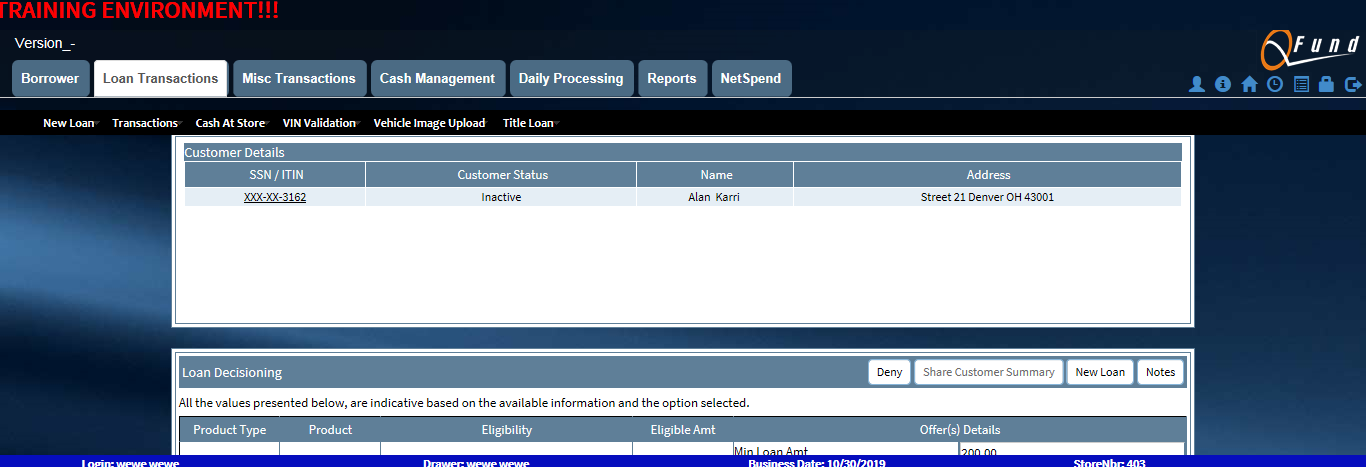 TRAINING ENVIRONMENT!!!
Version_-
QFund
Borrower Loan Transactions Misc Transactions Cash Management Daily Processing Reports NetSpend
New Loan Transactions Cash At Store VIN Validation Vehicle Image Upload Title Loan
Customer Details
SSN / ITIN Customer Status Name Address
XXX-XX-3162 Inactive Alan Karri Street 21 Denver OH 43001
Loan Decisioning Deny Share Customer Summary New Loan Notes
All the values presented below, are indicative based on the available information and the option selected.
Product Type Product Eligibility Eligible Amt Offer(s) Details
Min Loan Amt 200.00
Login: wewe wewe Drawer: wewe wewe Business Date: 10/30/2019 StoreNbr: 403